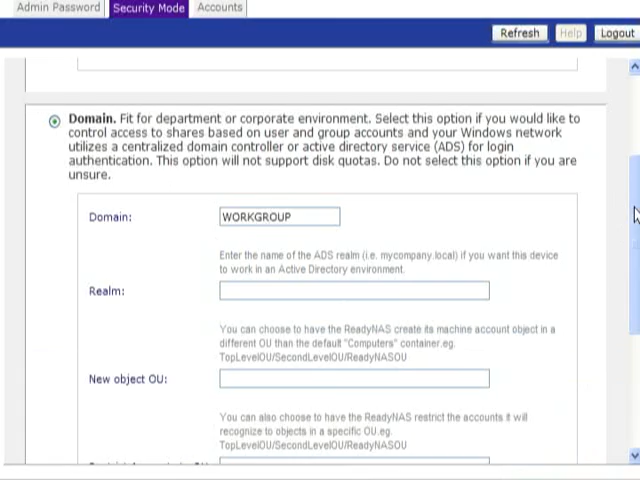 Admin Password Security Mode Accounts
Refresh Help Logout
Domain. Fit for department or corporate environment. Select this option if you would like to
control access to shares based on user and group accounts and your Windows network
utilizes a centralized domain controller or active directory service (ADS) for login
authentication. This option will not support disk quotas. Do not select this option if you are
unsure.
Domain: WORKGROUP
Enter the name of the ADS realm (i.e. mycompany.local) if you want this device
to work in an Active Directory environment.
Realm:
You can choose to have the ReadyNAS create its machine account object in a
different OU than the default "Computers" container.eg.
TopLevelOU/SecondLevelOU/ReadyNASOU
New object OU:
You can also choose to have the ReadyNAS restrict the accounts it will
recognize to objects in a specific OU.eg.
TopLevelOU/SecondLevelOU/ReadyNASOU